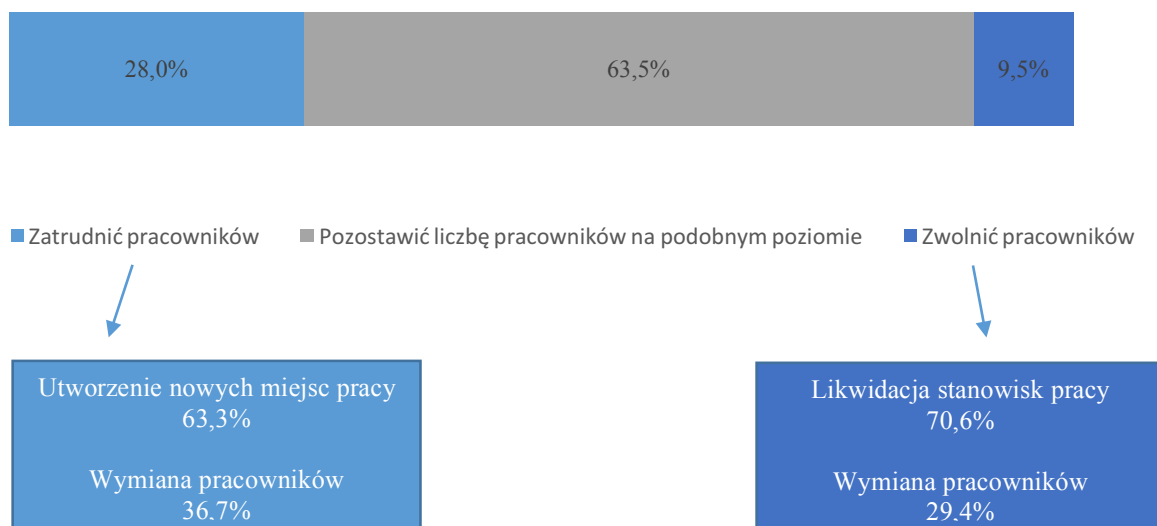 28,0% 63,5% 9,5%
Zatrudnić pracowników Pozostawić liczbę pracowników na podobnym poziomie Zwolnić pracowników
Utworzenie nowych miejsc pracy
63,3%
Wymiana pracowników
36,7%
Likwidacja stanowisk pracy
70,6%
Wymiana pracowników
29,4%